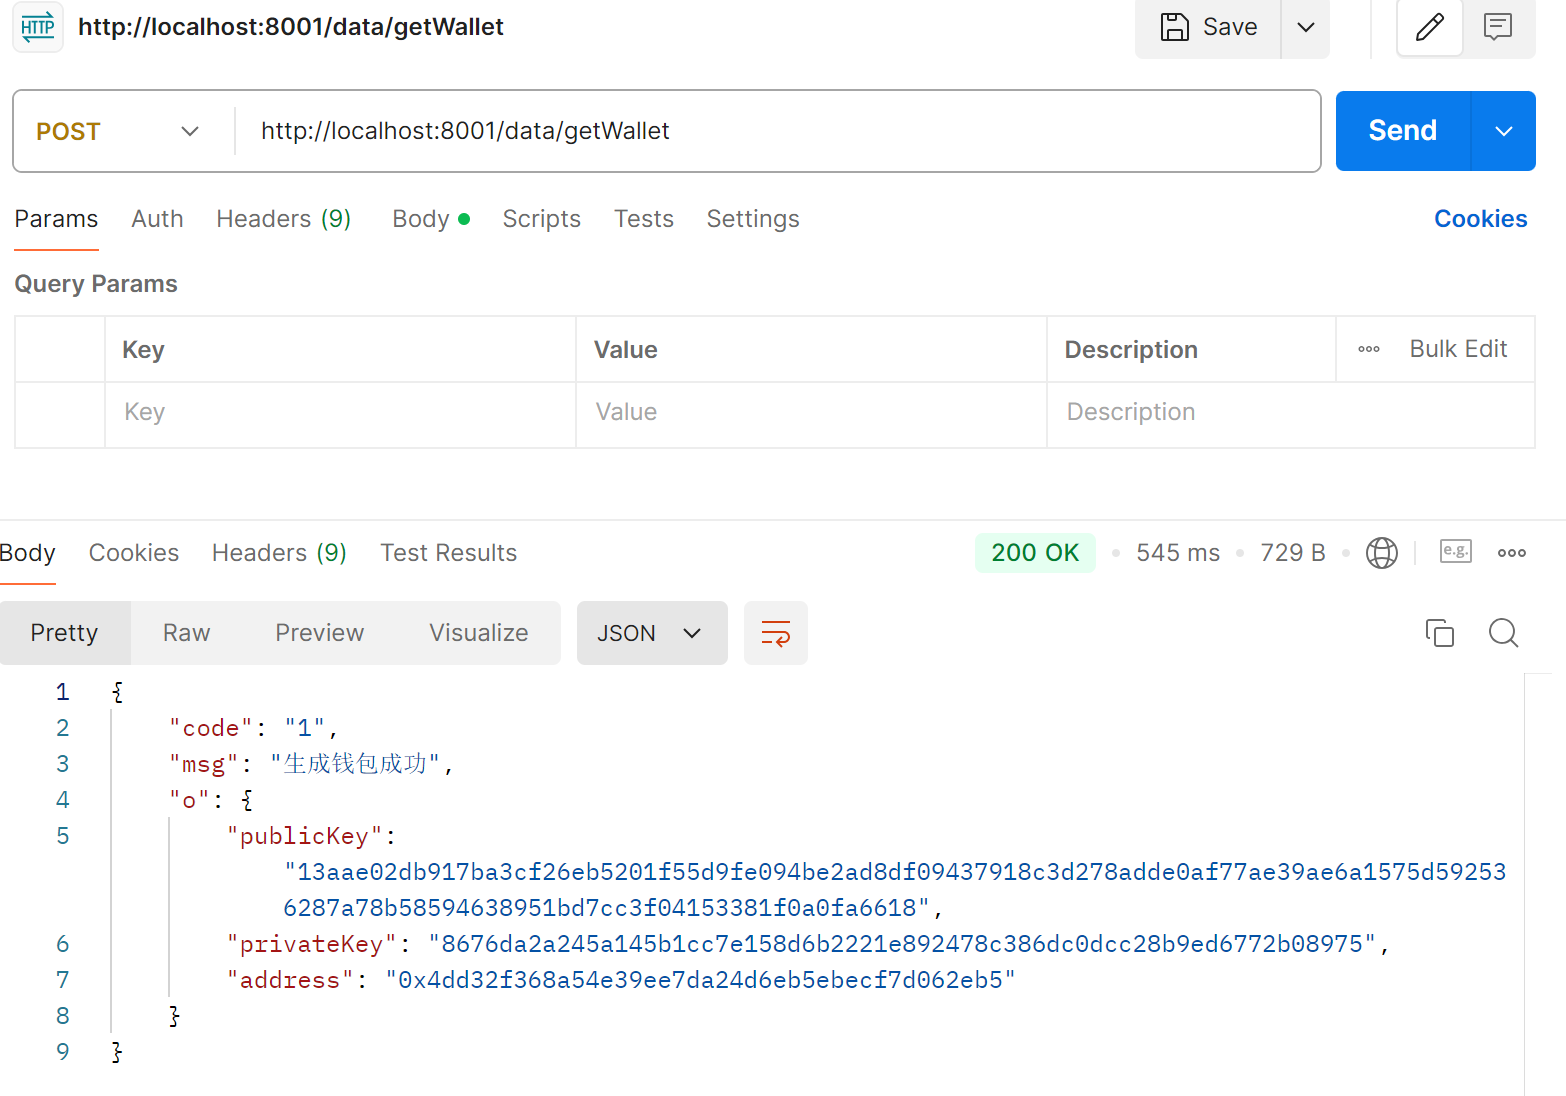 HTTP http://localhost:8001/data/getWallet Save
POST http://localhost:8001/data/getWallet Send
Params Auth Headers (9) Body Scripts Tests Settings Cookies
Query Params
Key Value Description Bulk Edit
Key Value Description
Body Cookies Headers (9) Test Results 200 OK 545 ms 729 B e.g.
Pretty Raw Preview Visualize JSON
1 {
2 "code": "1",
3 "msg": "生成钱包成功",
4 "o": {
5 "publicKey":
"13aae02db917ba3cf26eb5201f55d9fe094be2ad8df09437918c3d278adde0af77ae39ae6a1575d59253
6287a78b58594638951bd7cc3f04153381f0a0fa6618",
6 "privateKey": "8676da2a245a145b1cc7e158d6b2221e892478c386dc0dcc28b9ed6772b08975",
7 "address": "0x4dd32f368a54e39ee7da24d6eb5ebecf7d062eb5"
8 }
9 }